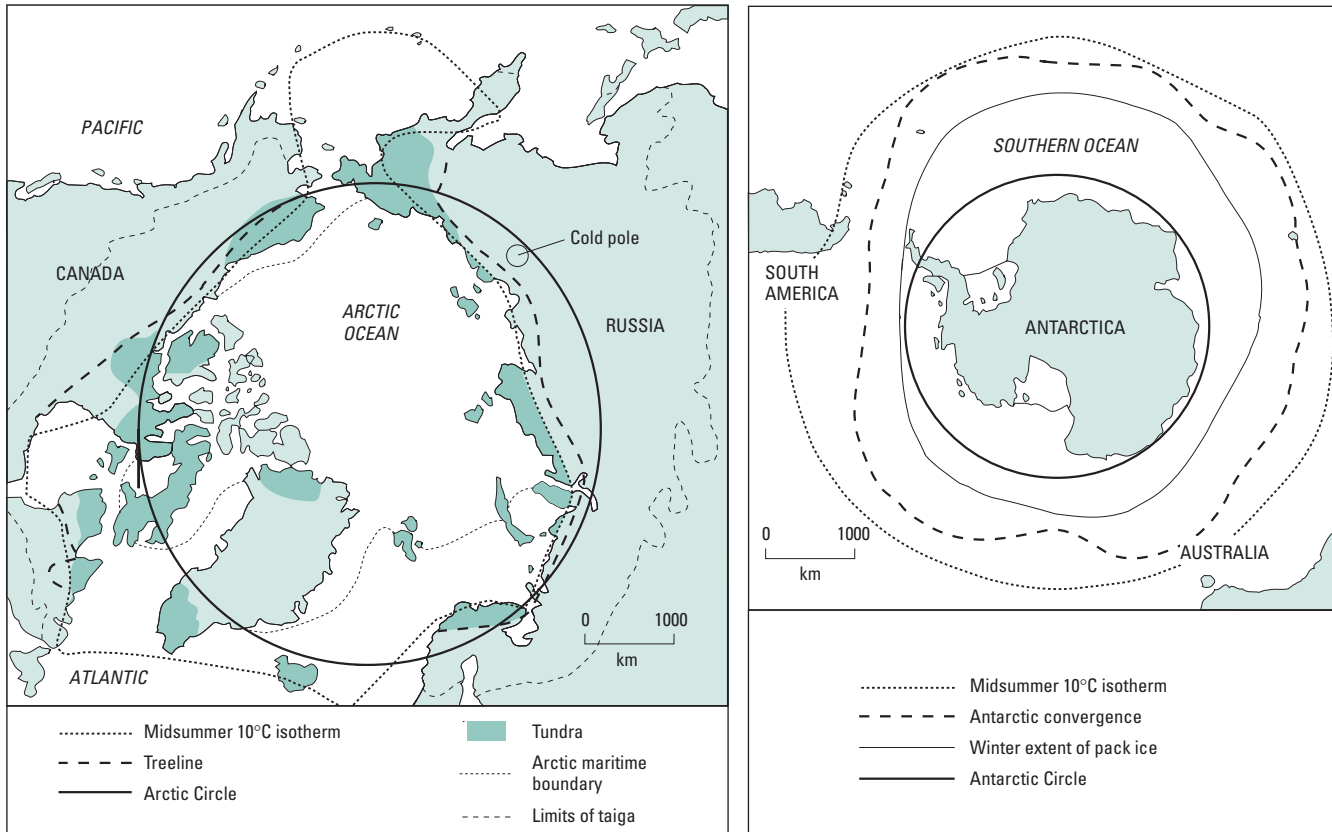 PACIFIC
CANADA
ARCTIC
OCEAN
Cold pole
RUSSIA
0 1000
km
ATLANTIC
Midsummer 10°C isotherm
Treeline
Arctic Circle
Tundra
Arctic maritime
boundary
Limits of taiga
SOUTHERN OCEAN
SOUTH
AMERICA
ANTARCTICA
0 1000
km
AUSTRALIA
Midsummer 10°C isotherm
Antarctic convergence
Winter extent of pack ice
Antarctic Circle